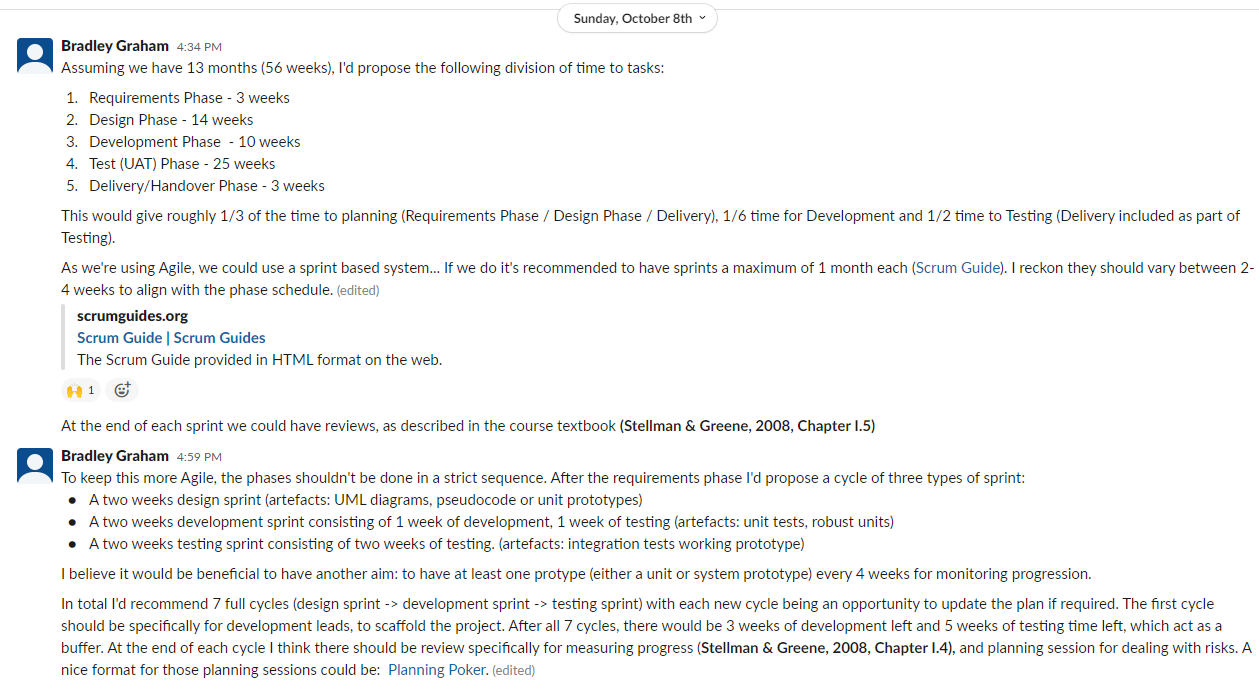 Sunday, October 8th
Bradley Graham 4:34 PM
Assuming we have 13 months (56 weeks), I'd propose the following division of time to tasks:
1. Requirements Phase - 3 weeks
2. Design Phase - 14 weeks
3. Development Phase - 10 weeks
4. Test (UAT) Phase - 25 weeks
5. Delivery/Handover Phase - 3 weeks
This would give roughly 1/3 of the time to planning (Requirements Phase / Design Phase / Delivery), 1/6 time for Development and 1/2 time to Testing (Delivery included as part of
Testing).
As we're using Agile, we could use a sprint based system... If we do it's recommended to have sprints a maximum of 1 month each (Scrum Guide). I reckon they should vary between 2-
4 weeks to align with the phase schedule. (edited)
scrumguides.org
Scrum Guide | Scrum Guides
The Scrum Guide provided in HTML format on the web.
1
At the end of each sprint we could have reviews, as described in the course textbook (Stellman & Greene, 2008, Chapter I.5)
Bradley Graham 4:59 PM
To keep this more Agile, the phases shouldn't be done in a strict sequence. After the requirements phase I'd propose a cycle of three types of sprint:
● A two weeks design sprint (artefacts: UML diagrams, pseudocode or unit prototypes)
● A two weeks development sprint consisting of 1 week of development, 1 week of testing (artefacts: unit tests, robust units)
● A two weeks testing sprint consisting of two weeks of testing. (artefacts: integration tests working prototype)
I believe it would be beneficial to have another aim: to have at least one protype (either a unit or system prototype) every 4 weeks for monitoring progression.
In total I'd recommend 7 full cycles (design sprint -> development sprint -> testing sprint) with each new cycle being an opportunity to update the plan if required. The first cycle
should be specifically for development leads, to scaffold the project. After all 7 cycles, there would be 3 weeks of development left and 5 weeks of testing time left, which act as a
buffer. At the end of each cycle I think there should be review specifically for measuring progress (Stellman & Greene, 2008, Chapter I.4), and planning session for dealing with risks. A
nice format for those planning sessions could be: Planning Poker. (edited)